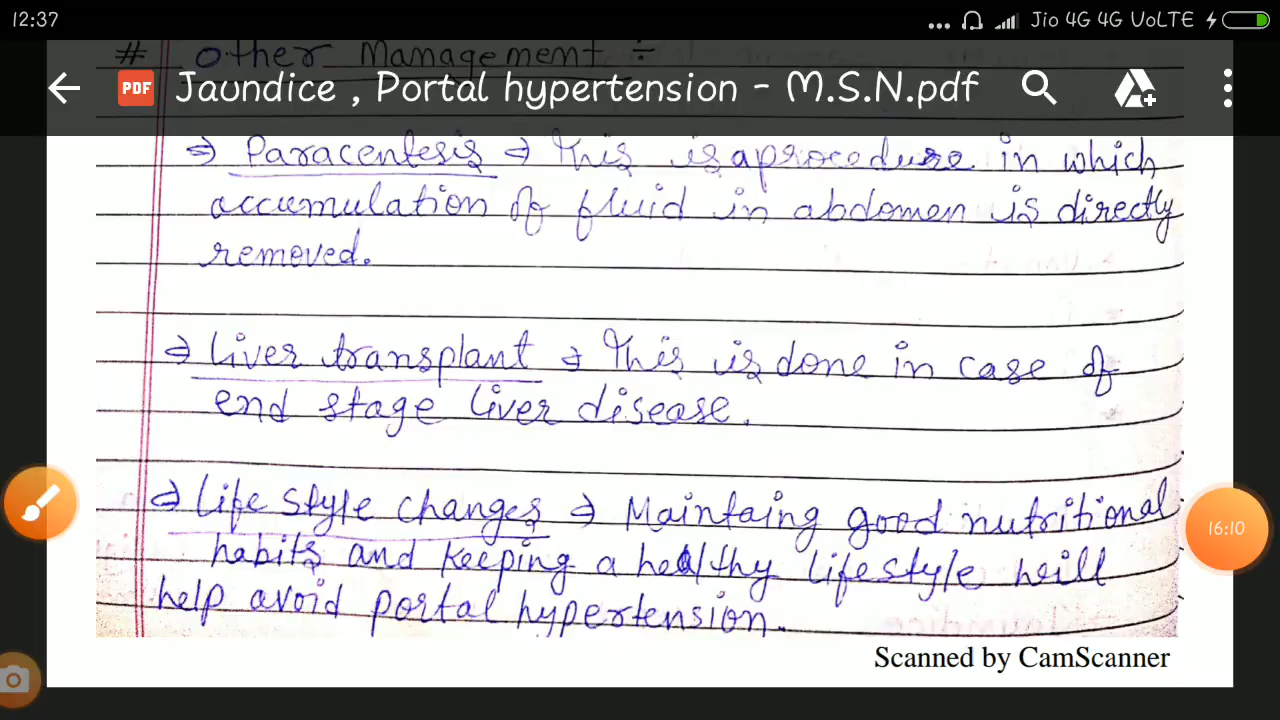 12:37
... Jio 4G 4G VoLTE
# Other Management ÷
PDF Jaundice , Portal hypertension - M.S.N.pdf
⇒ Paracentesis ⇒ This is a procedure in which
accumulation of fluid in abdomen is directly
removed.
⇒ Liver transplant ⇒ This is done in case of
end stage liver disease.
⇒ Life style changes ⇒ Maintaing good nutritional
habits and keeping a healthy lifestyle will
help avoid portal hypertension.
16:10
Scanned by CamScanner